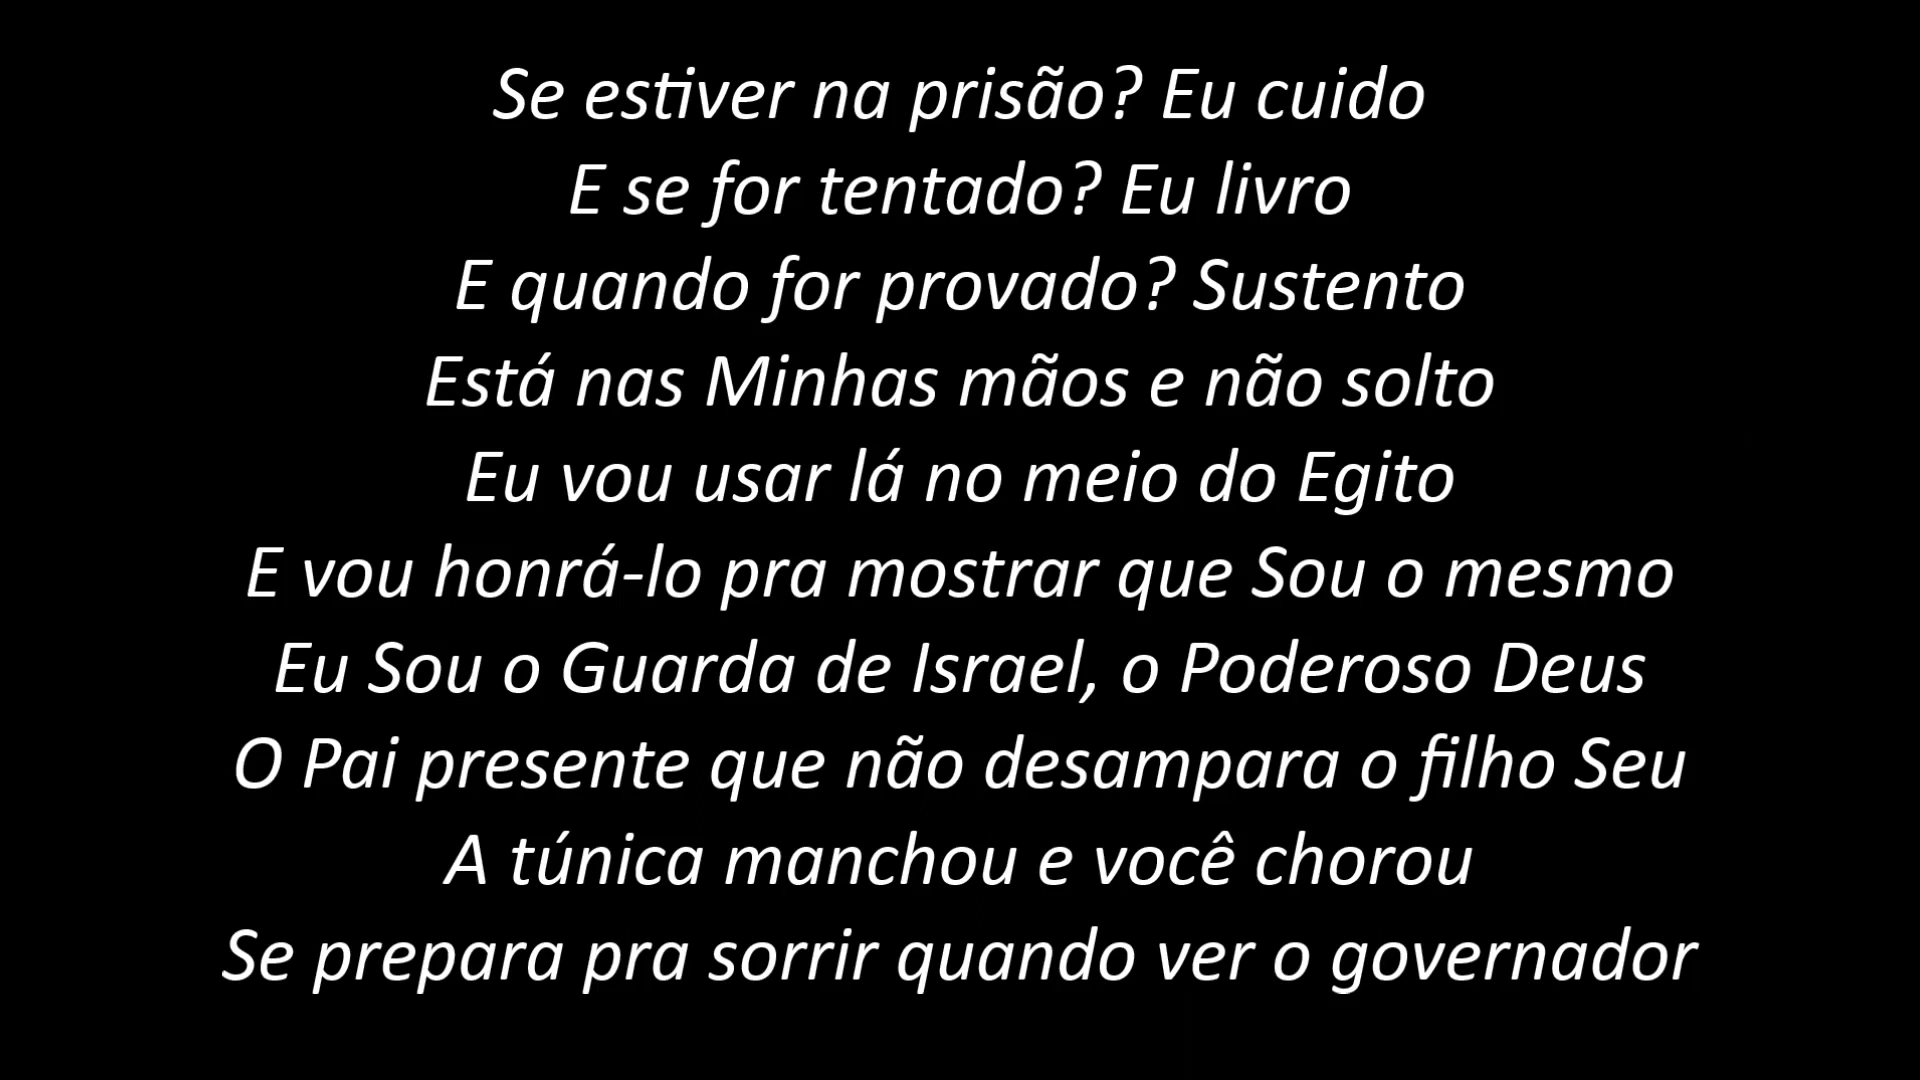 Se estiver na prisão? Eu cuido
E se for tentado? Eu livro
E quando for provado? Sustento
Está nas Minhas mãos e não solto
Eu vou usar lá no meio do Egito
E vou honrá-lo pra mostrar que Sou o mesmo
Eu Sou o Guarda de Israel, o Poderoso Deus
O Pai presente que não desampara o filho Seu
A túnica manchou e você chorou
Se prepara pra sorrir quando ver o governador